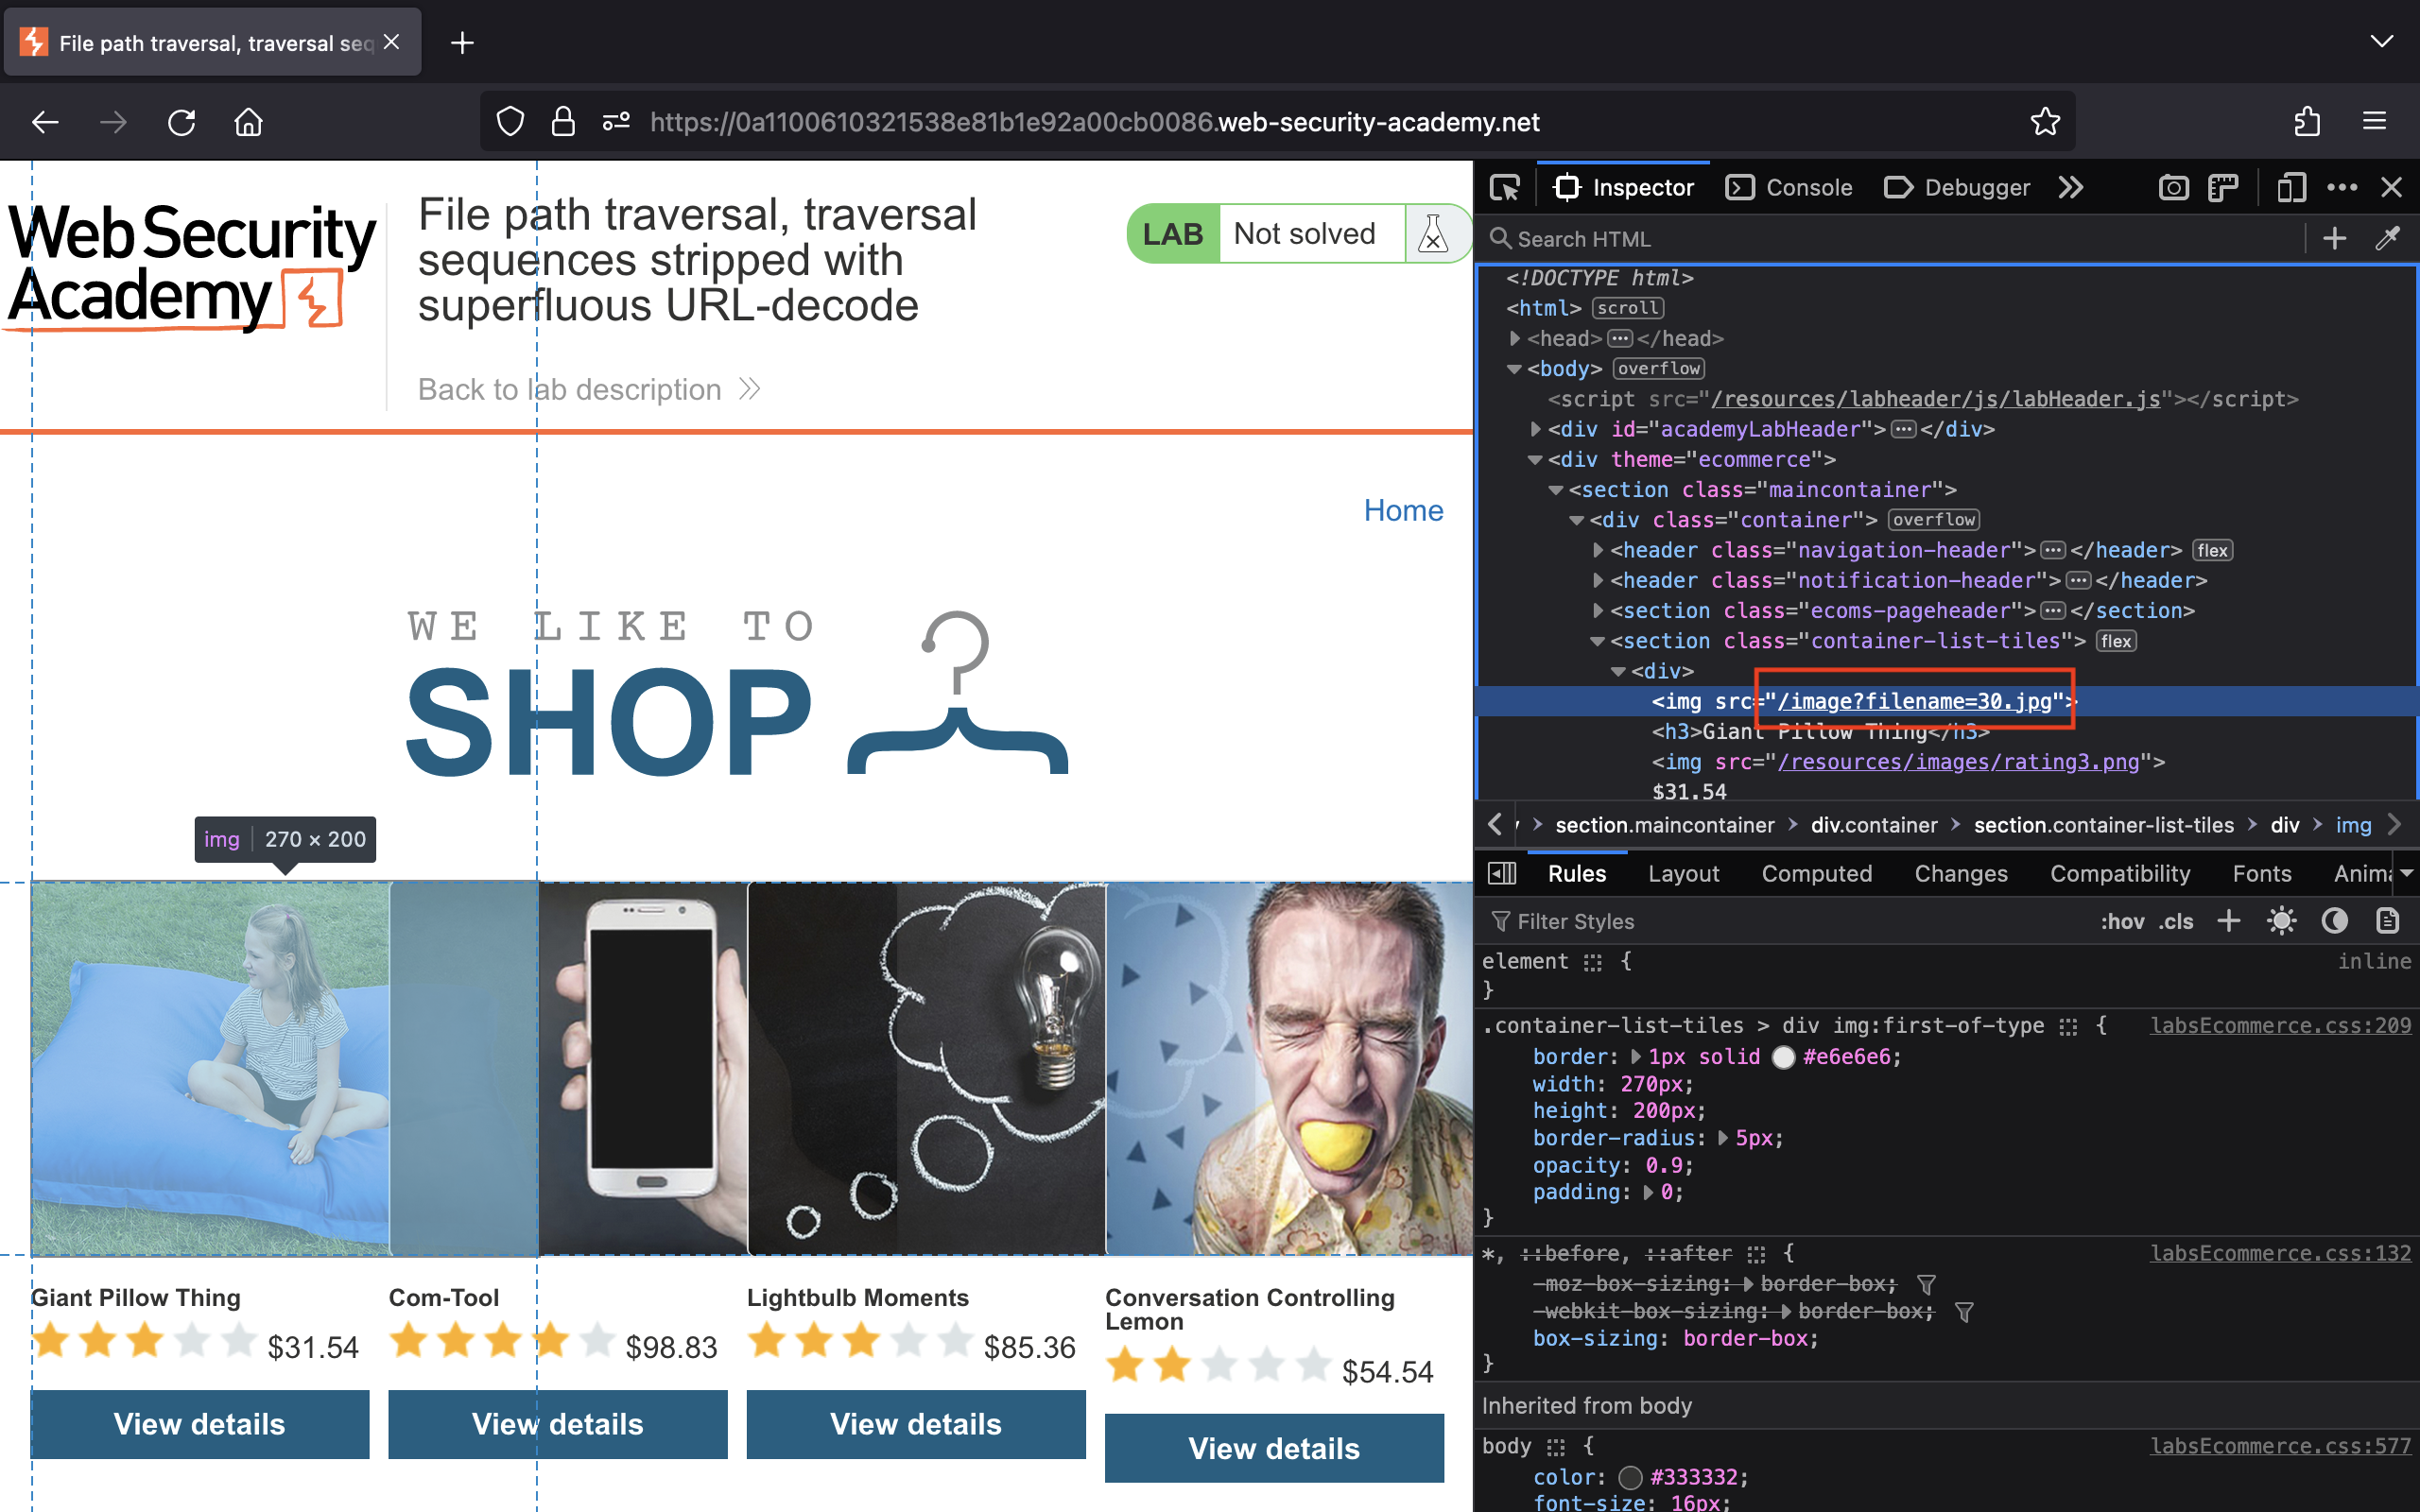 File path traversal, traversal seq
https://0a1100610321538e81b1e92a00cb0086.web-security-academy.net
Web Security
Academy
File path traversal, traversal
sequences stripped with
superfluous URL-decode
Back to lab description
LAB Not solved
Home
WE LIKE TO
SHOP
img 270 × 200
Giant Pillow Thing
$31.54
View details
Com-Tool
$98.83
View details
Lightbulb Moments
$85.36
View details
Conversation Controlling
Lemon
$54.54
View details
Inspector Console Debugger
Search HTML
<!DOCTYPE html>
<html> scroll
<head> ••• </head>
<body> overflow
<script src="/resources/labheader/js/labHeader.js"></script>
<div id="academyLabHeader"> ••• </div>
<div theme="ecommerce">
<section class="maincontainer">
<div class="container"> overflow
<header class="navigation-header"> ••• </header> flex
<header class="notification-header"> ••• </header>
<section class="ecoms-pageheader"> ••• </section>
<section class="container-list-tiles"> flex
<div>
<img src="/image?filename=30.jpg">
<h3>Giant Pillow Thing</h3>
<img src="/resources/images/rating3.png">
$31.54
section.maincontainer > div.container > section.container-list-tiles > div > img
Rules Layout Computed Changes Compatibility Fonts Anima
Filter Styles :hov .cls
element { inline
}
.container-list-tiles > div img:first-of-type { labsEcommerce.css:209
border: 1px solid #e6e6e6;
width: 270px;
height: 200px;
border-radius: 5px;
opacity: 0.9;
padding: 0;
}
*, ::before, ::after { labsEcommerce.css:132
-moz-box-sizing: border-box;
-webkit-box-sizing: border-box;
box-sizing: border-box;
}
Inherited from body
body { labsEcommerce.css:577
color: #333332;
font-size: 16px;